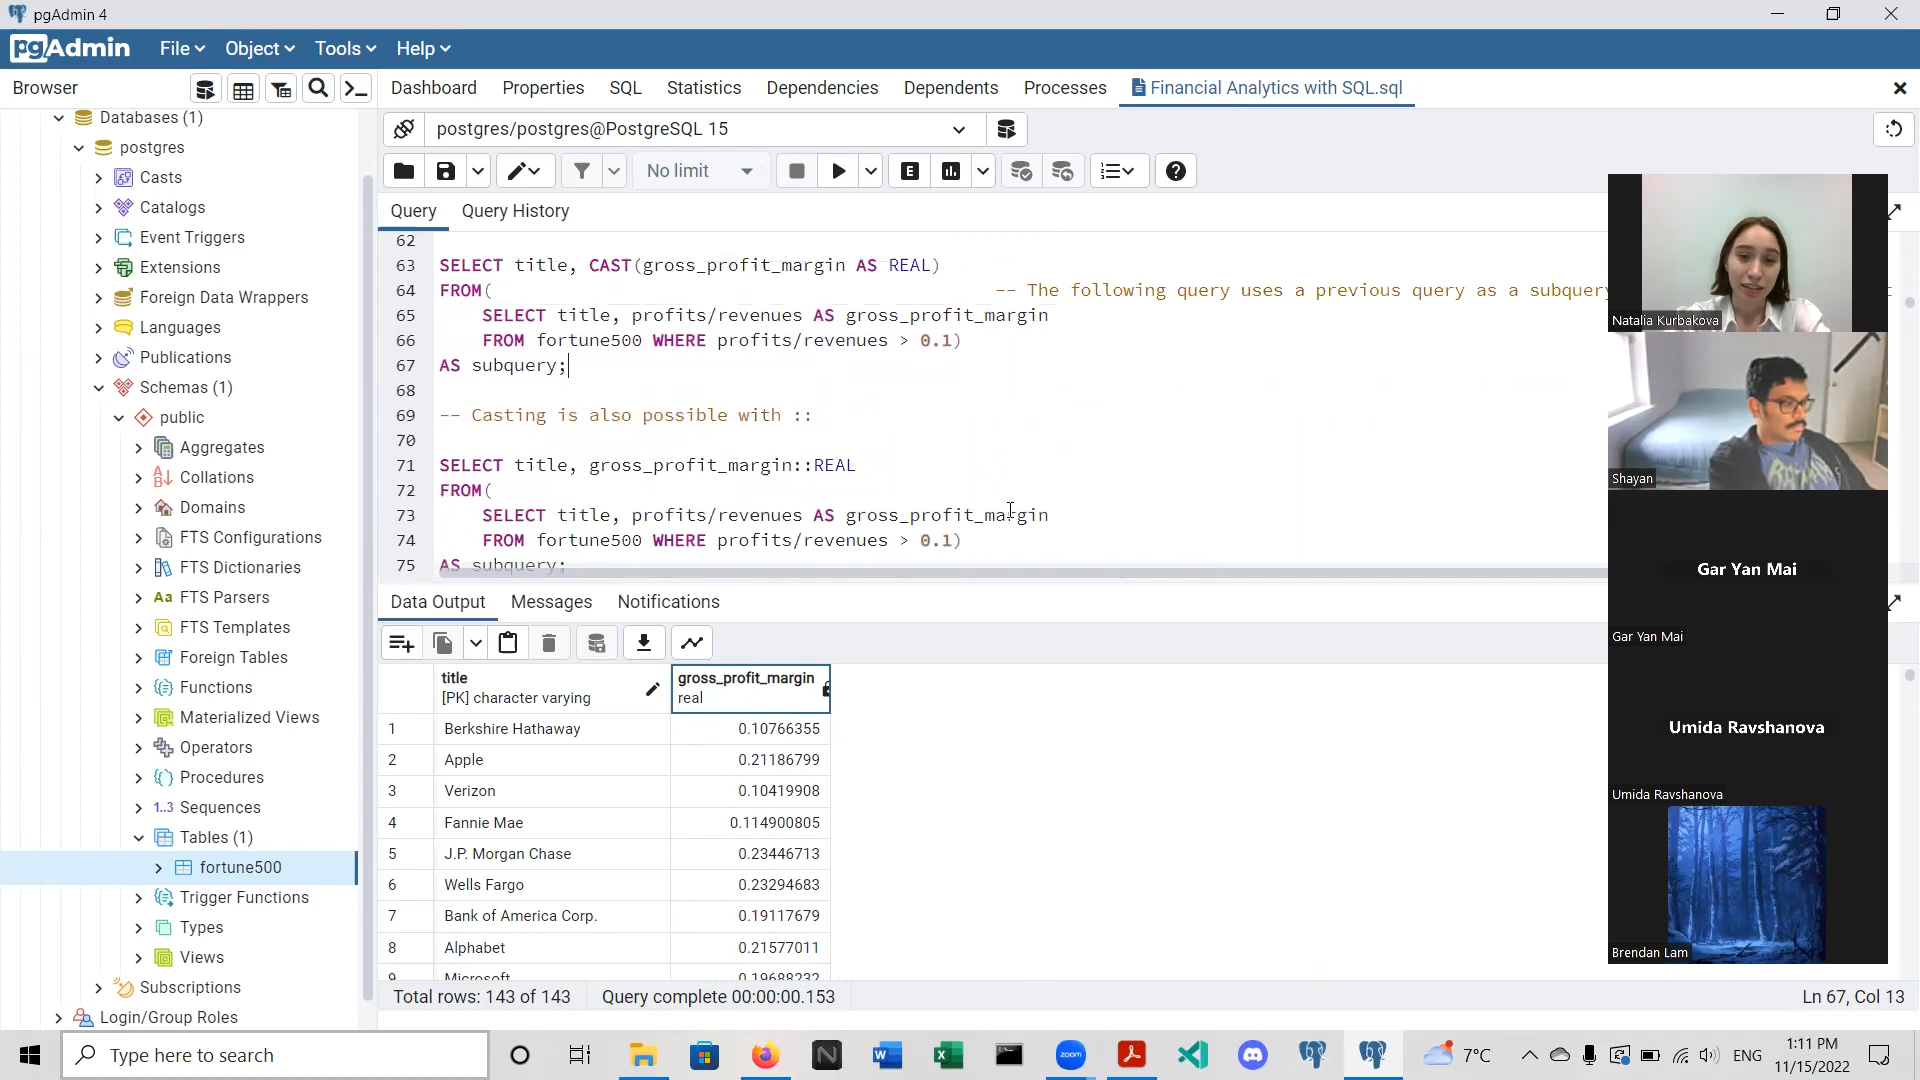 pgAdmin 4
pgAdmin File Object Tools Help
Browser
Dashboard Properties SQL Statistics Dependencies Dependents Processes Financial Analytics with SQL.sql
Databases (1)
postgres
Casts
Catalogs
Event Triggers
Extensions
Foreign Data Wrappers
Languages
Publications
Schemas (1)
public
Aggregates
Collations
Domains
FTS Configurations
FTS Dictionaries
Aa FTS Parsers
FTS Templates
Foreign Tables
Functions
Materialized Views
Operators
Procedures
1..3 Sequences
Tables (1)
fortune500
Trigger Functions
Types
Views
Subscriptions
Login/Group Roles
postgres/postgres@PostgreSQL 15
No limit
E
Query Query History
62
63 SELECT title, CAST(gross_profit_margin AS REAL)
64 FROM( -- The following query uses a previous query as a subquery
65 SELECT title, profits/revenues AS gross_profit_margin
66 FROM fortune500 WHERE profits/revenues > 0.1)
67 AS subquery;
68
69 -- Casting is also possible with ::
70
71 SELECT title, gross_profit_margin::REAL
72 FROM(
73 SELECT title, profits/revenues AS gross_profit_margin
74 FROM fortune500 WHERE profits/revenues > 0.1)
75 AS subquery;
Data Output Messages Notifications
title gross_profit_margin
[PK] character varying real
1 Berkshire Hathaway 0.10766355
2 Apple 0.21186799
3 Verizon 0.10419908
4 Fannie Mae 0.114900805
5 J.P. Morgan Chase 0.23446713
6 Wells Fargo 0.23294683
7 Bank of America Corp. 0.19117679
8 Alphabet 0.21577011
9 Microsoft 0.19688232
Total rows: 143 of 143 Query complete 00:00:00.153 Ln 67, Col 13
Natalia Kurbakova
Shayan
Gar Yan Mai
Gar Yan Mai
Umida Ravshanova
Umida Ravshanova
Brendan Lam
Type here to search
zoom
7°C
ENG
1:11 PM
11/15/2022